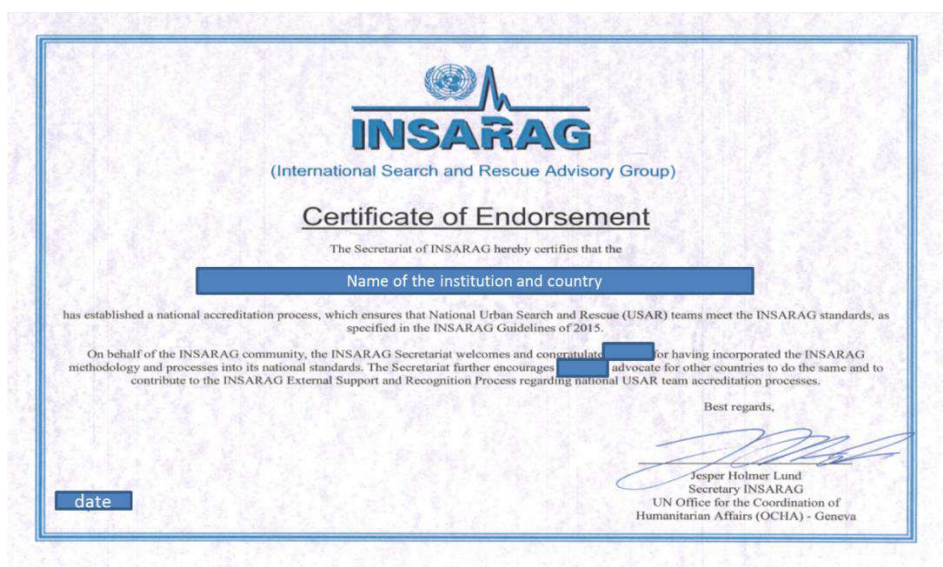 INSARAG
(International Search and Rescue Advisory Group)
Certificate of Endorsement
The Secretariat of INSARAG hereby certifies that the
Name of the institution and country
has established a national accreditation process, which ensures that National Urban Search and Rescue (USAR) teams meet the INSARAG standards, as
specified in the INSARAG Guidelines of 2015.
On behalf of the INSARAG community, the INSARAG Secretariat welcomes and congratulate for having incorporated the INSARAG
methodology and processes into its national standards. The Secretariat further encourages advocate for other countries to do the same and to
contribute to the INSARAG External Support and Recognition Process regarding national USAR team accreditation processes.
Best regards,
Jesper Holmer Lund
Secretary INSARAG
UN Office for the Coordination of
Humanitarian Affairs (OCHA) - Geneva
date